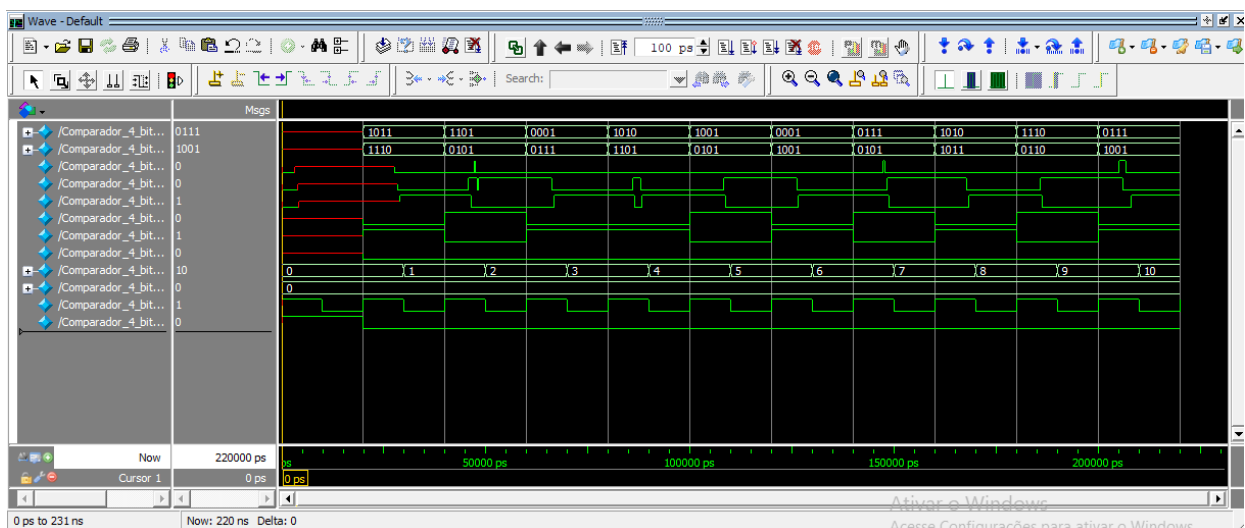 Wave - Default
100 ps
Search:
Msgs
/Comparador_4_bit... 0111 1011 1101 0001 1010 1001 0001 0111 1010 1110 0111
/Comparador_4_bit... 1001 1110 0101 0111 1101 0101 1001 0101 1011 0110 1001
/Comparador_4_bit... 0
/Comparador_4_bit... 0
/Comparador_4_bit... 1
/Comparador_4_bit... 0
/Comparador_4_bit... 1
/Comparador_4_bit... 0
/Comparador_4_bit... 10 0 1 2 3 4 5 6 7 8 9 10
/Comparador_4_bit... 0 0
/Comparador_4_bit... 1
/Comparador_4_bit... 0
Now 220000 ps ps 50000 ps 100000 ps 150000 ps 200000 ps
Cursor 1 0 ps 0 ps
Ativar o Windows
0 ps to 231 ns Now: 220 ns Delta: 0 Acesse Configurações para ativar o Windows